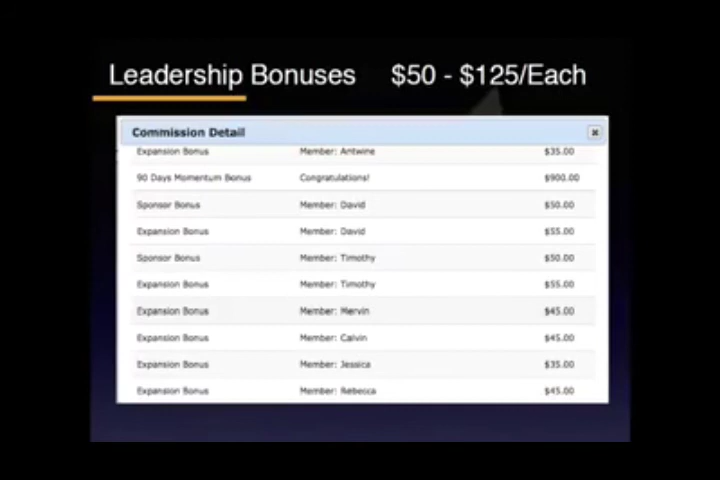 Leadership Bonuses $50 - $125/Each
Commission Detail
Expansion Bonus Member: Antwine $35.00
90 Days Momentum Bonus Congratulations! $900.00
Sponsor Bonus Member: David $50.00
Expansion Bonus Member: David $55.00
Sponsor Bonus Member: Timothy $50.00
Expansion Bonus Member: Timothy $55.00
Expansion Bonus Member: Mervin $45.00
Expansion Bonus Member: Calvin $45.00
Expansion Bonus Member: Jessica $35.00
Expansion Bonus Member: Rebecca $45.00